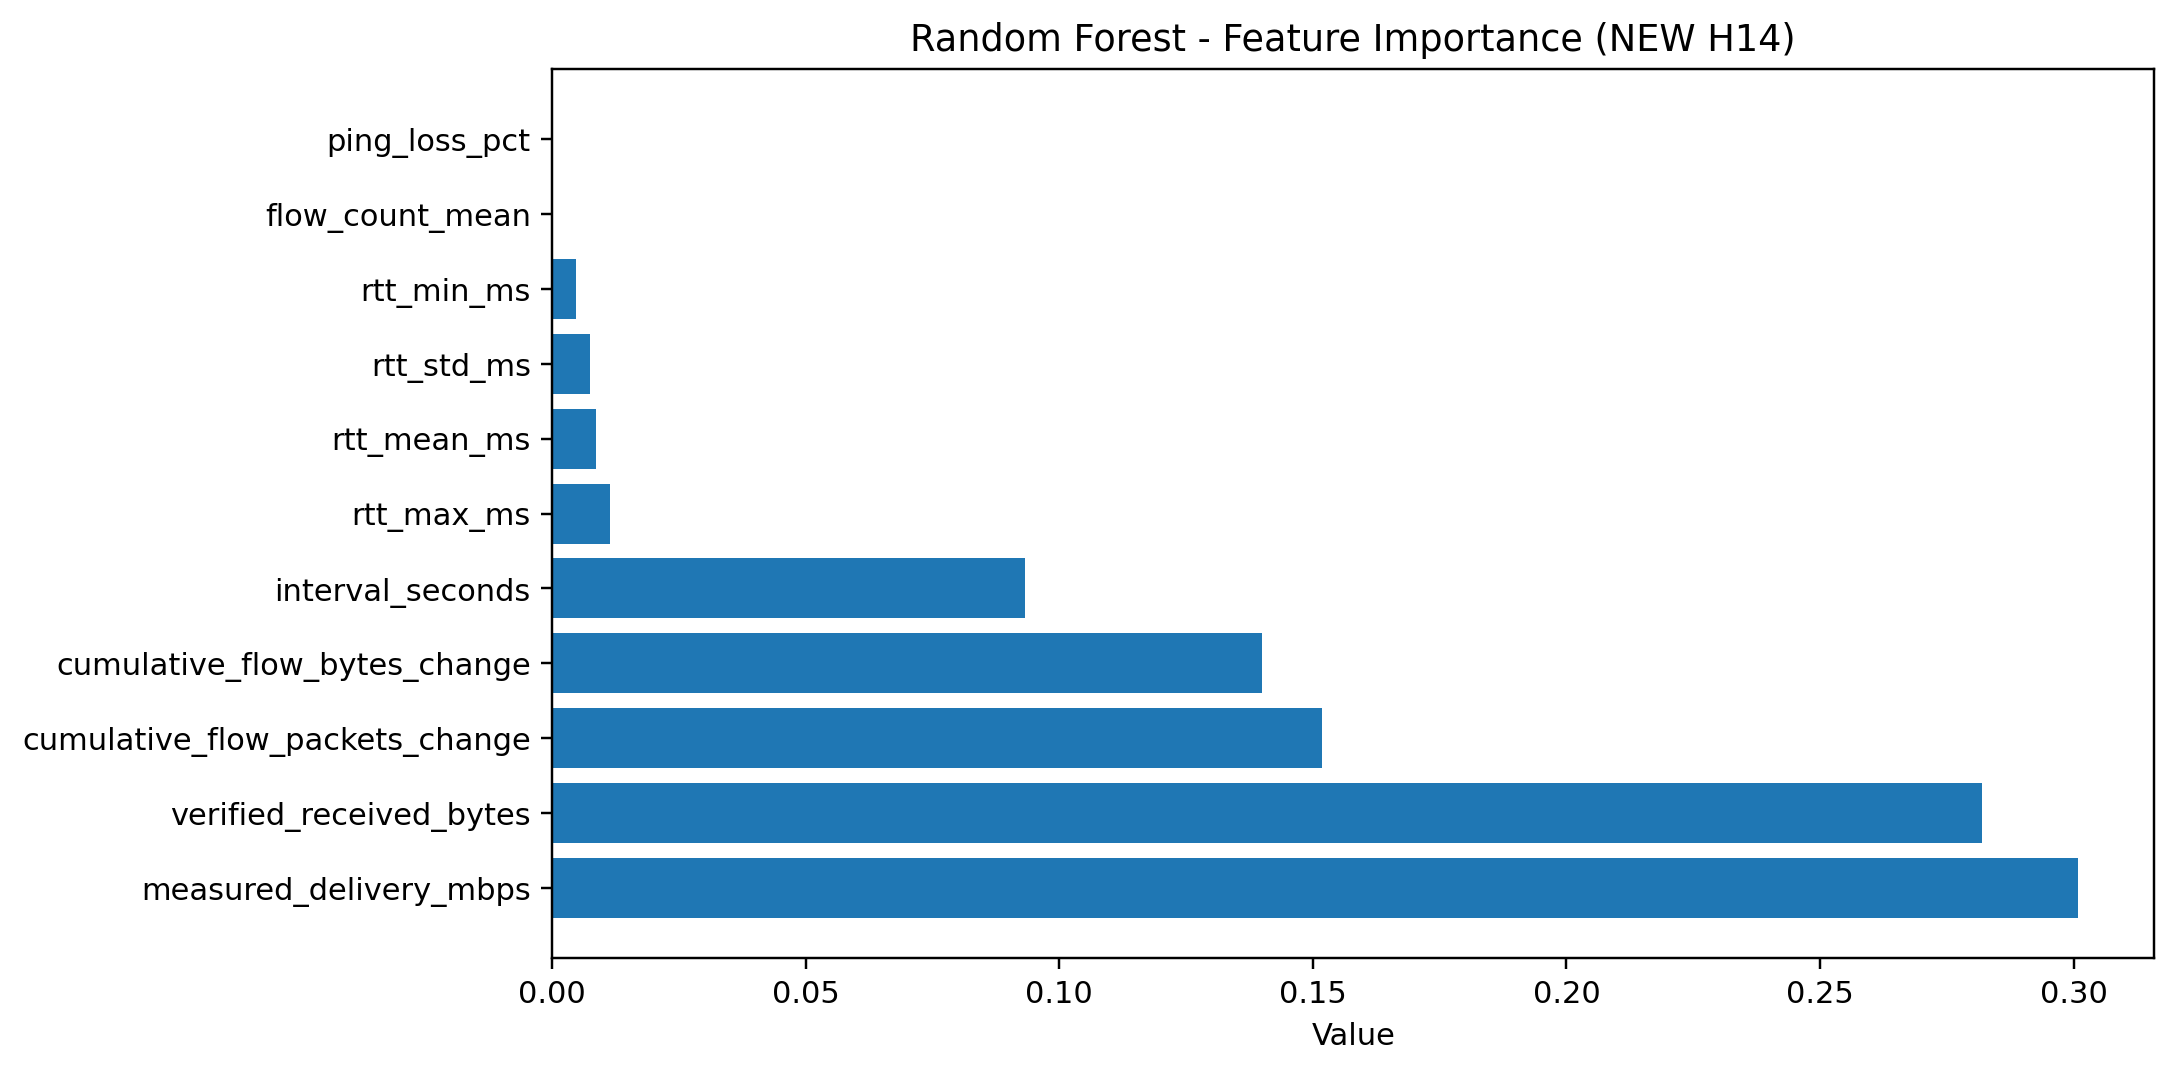 Random Forest - Feature Importance (NEW H14)
ping_loss_pct
flow_count_mean
rtt_min_ms
rtt_std_ms
rtt_mean_ms
rtt_max_ms
interval_seconds
cumulative_flow_bytes_change
cumulative_flow_packets_change
verified_received_bytes
measured_delivery_mbps
0.00 0.05 0.10 0.15 0.20 0.25 0.30
Value